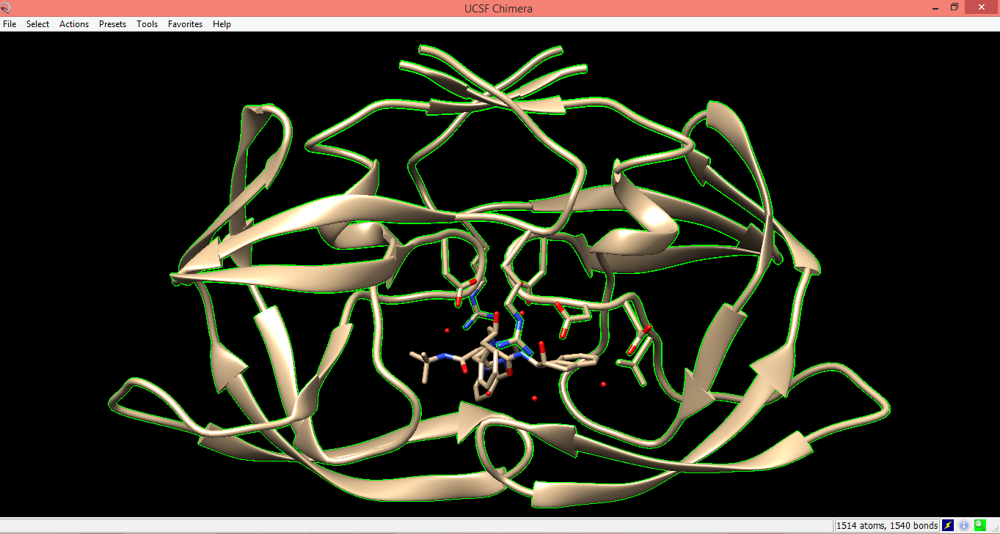 UCSF Chimera
File Select Actions Presets Tools Favorites Help
1514 atoms, 1540 bonds